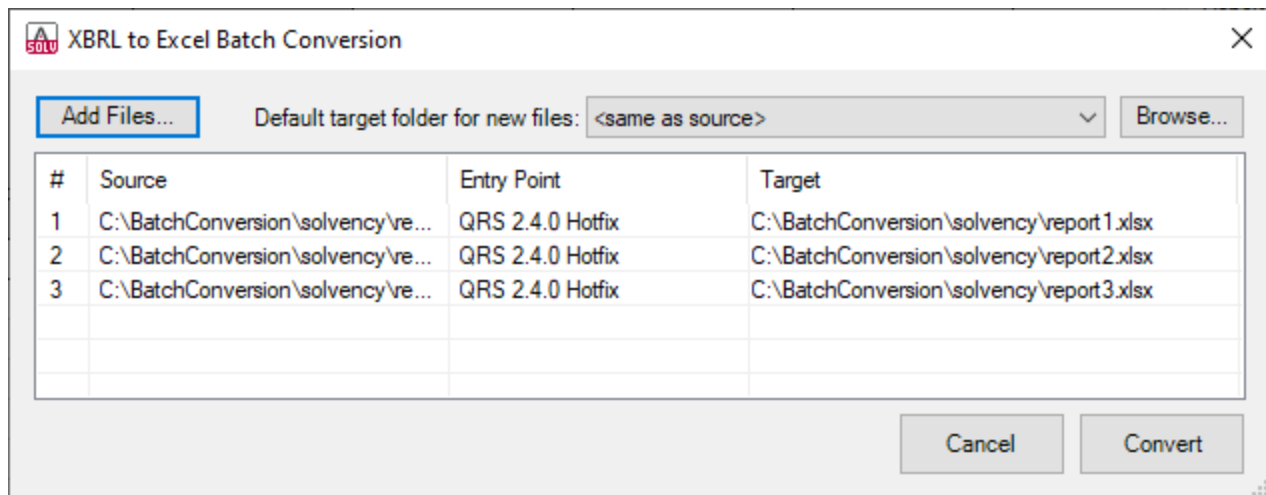 A SOLV
XBRL to Excel Batch Conversion
Add Files... Default target folder for new files: <same as source> Browse...
# Source Entry Point Target
1 C:\BatchConversion\solvency\re... QRS 2.4.0 Hotfix C:\BatchConversion\solvency\report1.xlsx
2 C:\BatchConversion\solvency\re... QRS 2.4.0 Hotfix C:\BatchConversion\solvency\report2.xlsx
3 C:\BatchConversion\solvency\re... QRS 2.4.0 Hotfix C:\BatchConversion\solvency\report3.xlsx
Cancel Convert